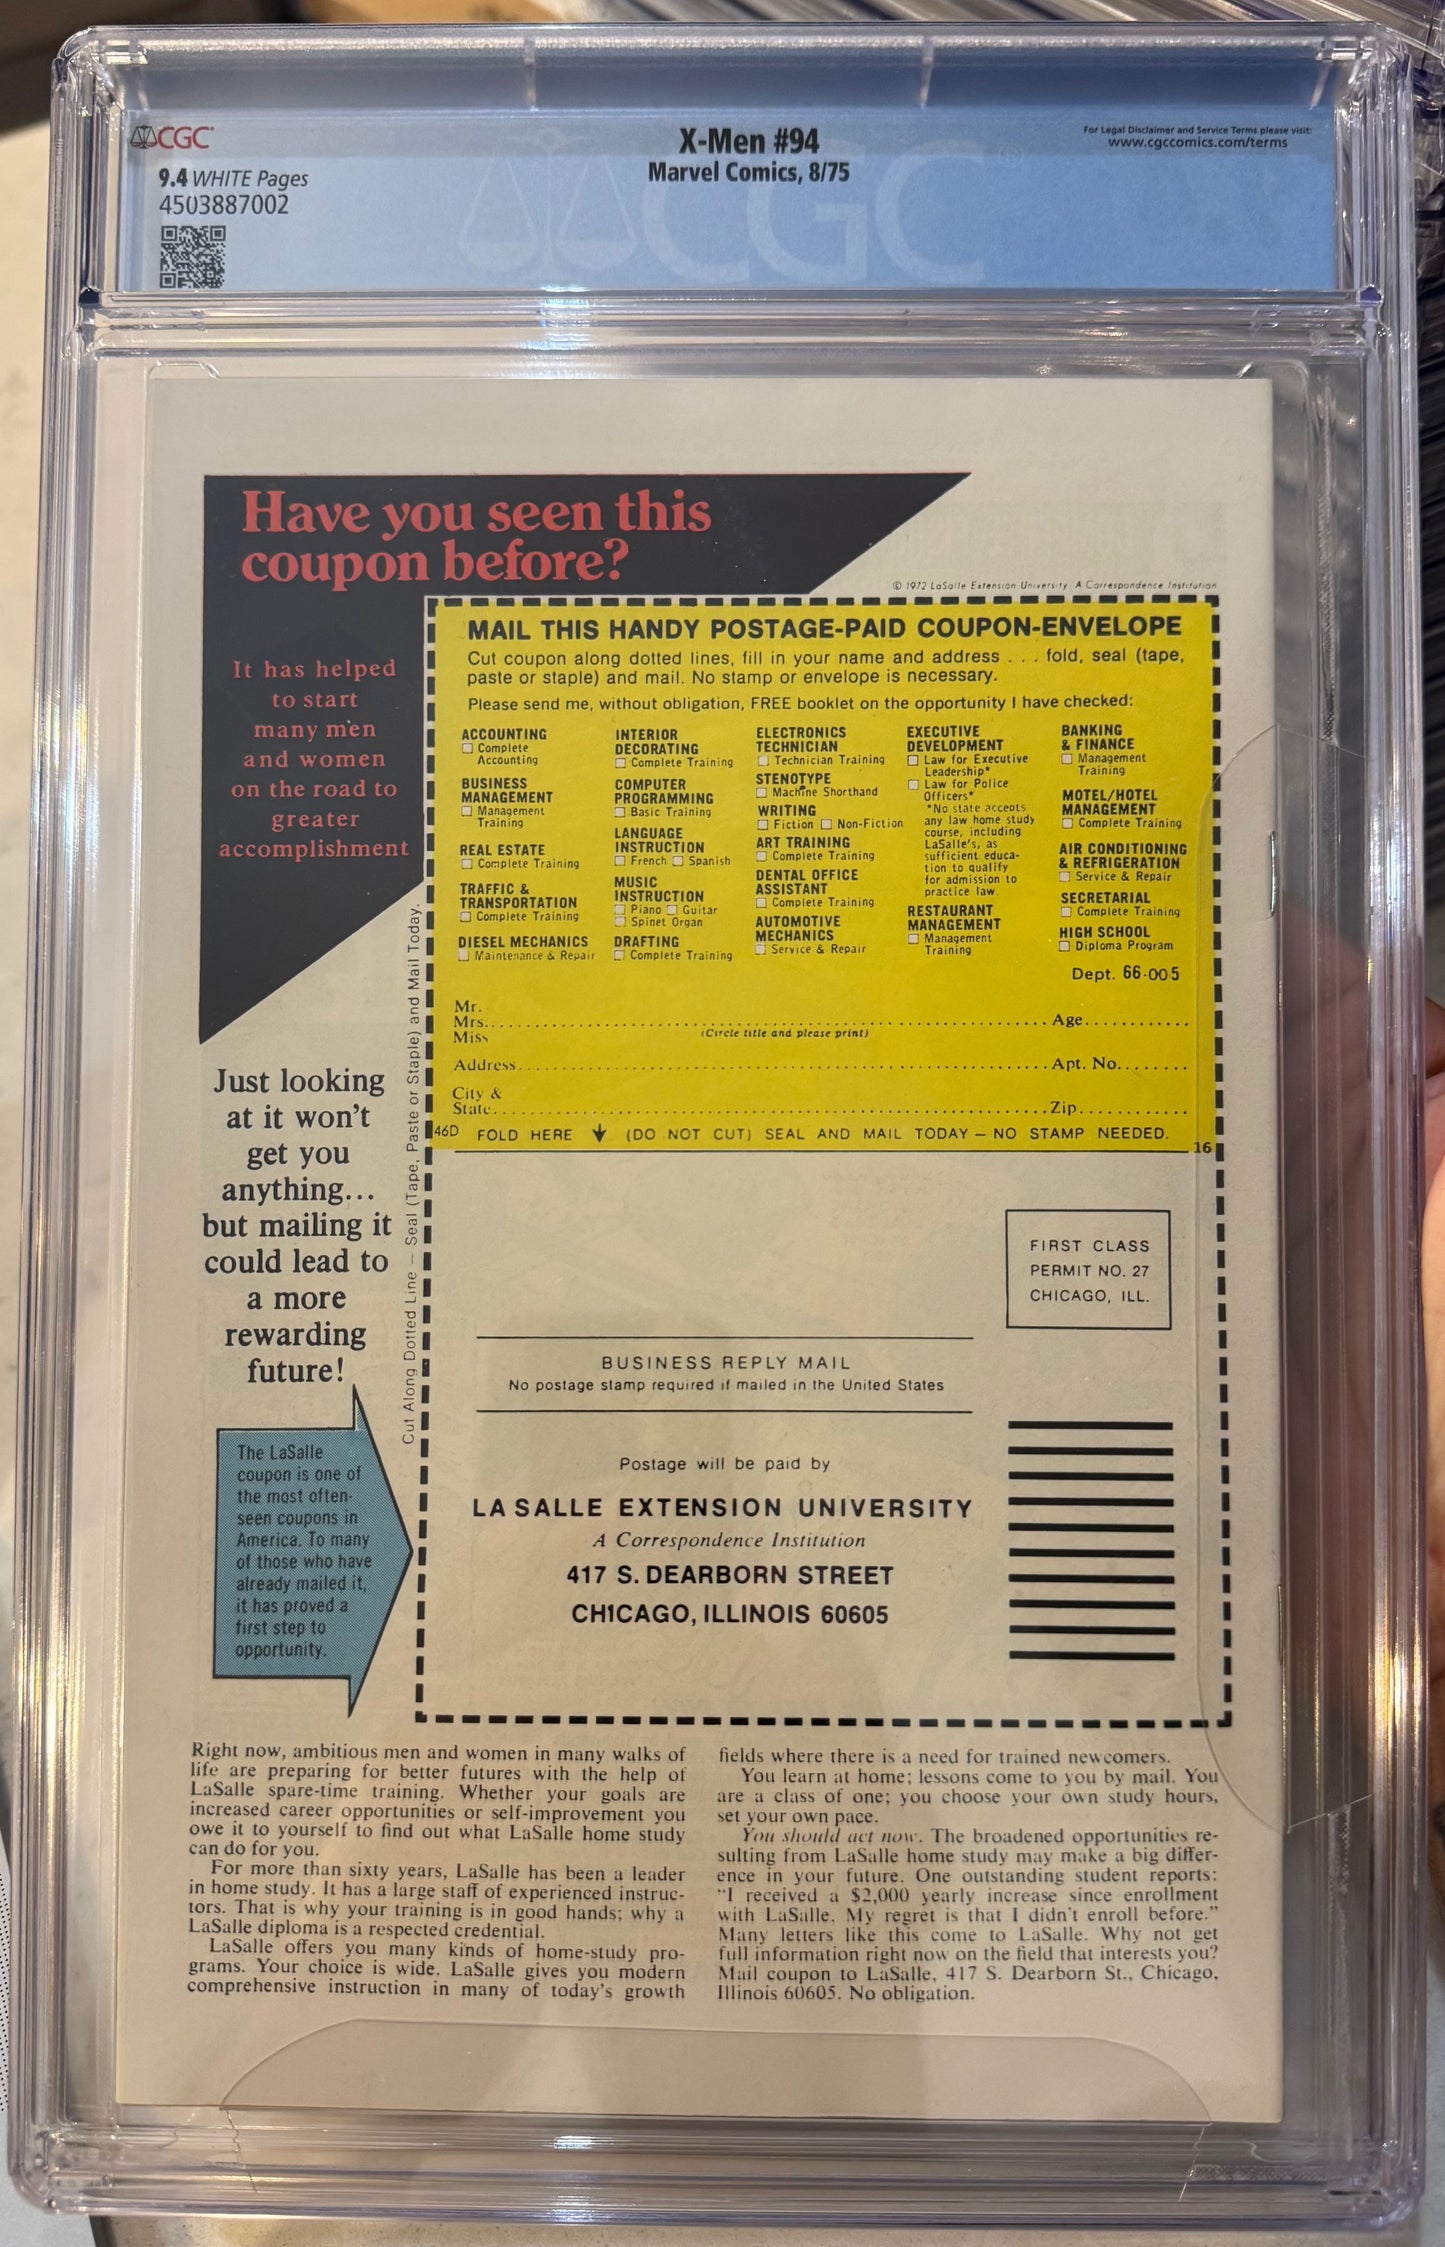 CGC
9.4 WHITE Pages
4503887002
X-Men #94
Marvel Comics, 8/75
For Legal Disclaimer and Service Terms please visit:
www.cgccomics.com/terms
CGC
Have you seen this
coupon before?
© 1972 LaSalle Extension University A Correspondence Institution
It has helped
to start
many men
and women
on the road to
greater
accomplishment
MAIL THIS HANDY POSTAGE-PAID COUPON-ENVELOPE
Cut coupon along dotted lines, fill in your name and address . . . fold, seal (tape,
paste or staple) and mail. No stamp or envelope is necessary.
Please send me, without obligation, FREE booklet on the opportunity I have checked:
ACCOUNTING
Complete
Accounting
BUSINESS
MANAGEMENT
Management
Training
REAL ESTATE
Complete Training
TRAFFIC &
TRANSPORTATION
Complete Training
DIESEL MECHANICS
Maintenance & Repair
INTERIOR
DECORATING
Complete Training
COMPUTER
PROGRAMMING
Basic Training
LANGUAGE
INSTRUCTION
French Spanish
MUSIC
INSTRUCTION
Piano Guitar
Spinet Organ
DRAFTING
Complete Training
ELECTRONICS
TECHNICIAN
Technician Training
STENOTYPE
Machine Shorthand
WRITING
Fiction Non-Fiction
ART TRAINING
Complete Training
DENTAL OFFICE
ASSISTANT
Complete Training
AUTOMOTIVE
MECHANICS
Service & Repair
EXECUTIVE
DEVELOPMENT
Law for Executive
Leadership*
Law for Police
Officers*
*No state accepts
any law home study
course, including
LaSalle's, as
sufficient educa-
tion to qualify
for admission to
practice law.
RESTAURANT
MANAGEMENT
Management
Training
BANKING
& FINANCE
Management
Training
MOTEL/HOTEL
MANAGEMENT
Complete Training
AIR CONDITIONING
& REFRIGERATION
Service & Repair
SECRETARIAL
Complete Training
HIGH SCHOOL
Diploma Program
Dept. 66-005
Mr.
Mrs. Age
Miss (Circle title and please print)
Address Apt. No.
City &
State Zip
46D FOLD HERE ↓ (DO NOT CUT) SEAL AND MAIL TODAY – NO STAMP NEEDED.
16
Cut Along Dotted Line – Seal (Tape, Paste or Staple) and Mail Today.
Just looking
at it won't
get you
anything...
but mailing it
could lead to
a more
rewarding
future!
The LaSalle
coupon is one of
the most often-
seen coupons in
America. To many
of those who have
already mailed it,
it has proved a
first step to
opportunity.
FIRST CLASS
PERMIT NO. 27
CHICAGO, ILL.
BUSINESS REPLY MAIL
No postage stamp required if mailed in the United States
Postage will be paid by
LA SALLE EXTENSION UNIVERSITY
A Correspondence Institution
417 S. DEARBORN STREET
CHICAGO, ILLINOIS 60605
Right now, ambitious men and women in many walks of
life are preparing for better futures with the help of
LaSalle spare-time training. Whether your goals are
increased career opportunities or self-improvement you
owe it to yourself to find out what LaSalle home study
can do for you.
For more than sixty years, LaSalle has been a leader
in home study. It has a large staff of experienced instruc-
tors. That is why your training is in good hands; why a
LaSalle diploma is a respected credential.
LaSalle offers you many kinds of home-study pro-
grams. Your choice is wide. LaSalle gives you modern
comprehensive instruction in many of today's growth
fields where there is a need for trained newcomers.
You learn at home; lessons come to you by mail. You
are a class of one; you choose your own study hours,
set your own pace.
You should act now. The broadened opportunities re-
sulting from LaSalle home study may make a big differ-
ence in your future. One outstanding student reports:
"I received a $2,000 yearly increase since enrollment
with LaSalle. My regret is that I didn't enroll before."
Many letters like this come to LaSalle. Why not get
full information right now on the field that interests you?
Mail coupon to LaSalle, 417 S. Dearborn St., Chicago,
Illinois 60605. No obligation.